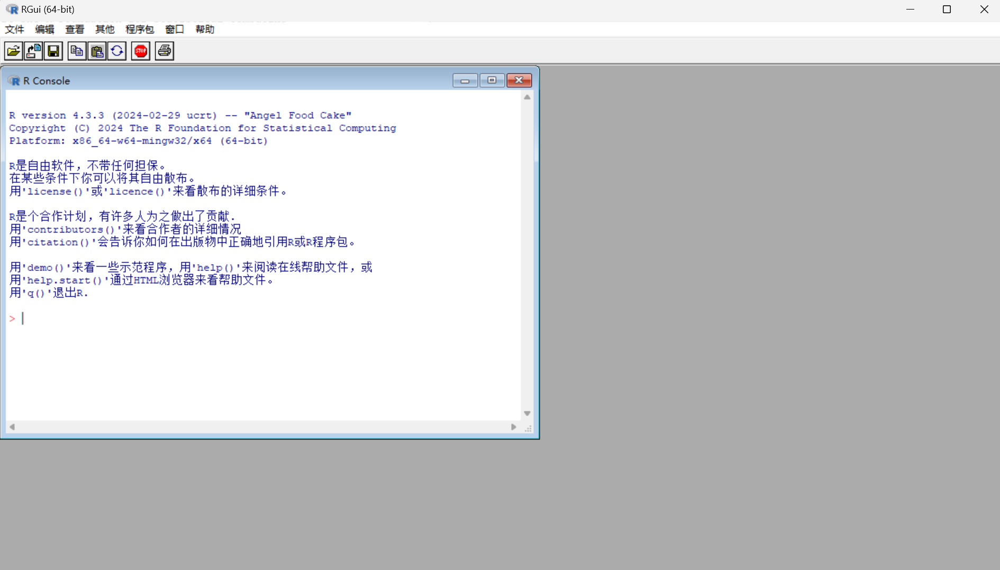 RGui (64-bit)
文件 编辑 查看 其他 程序包 窗口 帮助
STOP
R Console
R version 4.3.3 (2024-02-29 ucrt) -- "Angel Food Cake"
Copyright (C) 2024 The R Foundation for Statistical Computing
Platform: x86_64-w64-mingw32/x64 (64-bit)
R是自由软件，不带任何担保。
在某些条件下你可以将其自由散布。
用'license()'或'licence()'来看散布的详细条件。
R是个合作计划，有许多人为之做出了贡献.
用'contributors()'来看合作者的详细情况
用'citation()'会告诉你如何在出版物中正确地引用R或R程序包。
用'demo()'来看一些示范程序，用'help()'来阅读在线帮助文件，或
用'help.start()'通过HTML浏览器来看帮助文件。
用'q()'退出R.
>